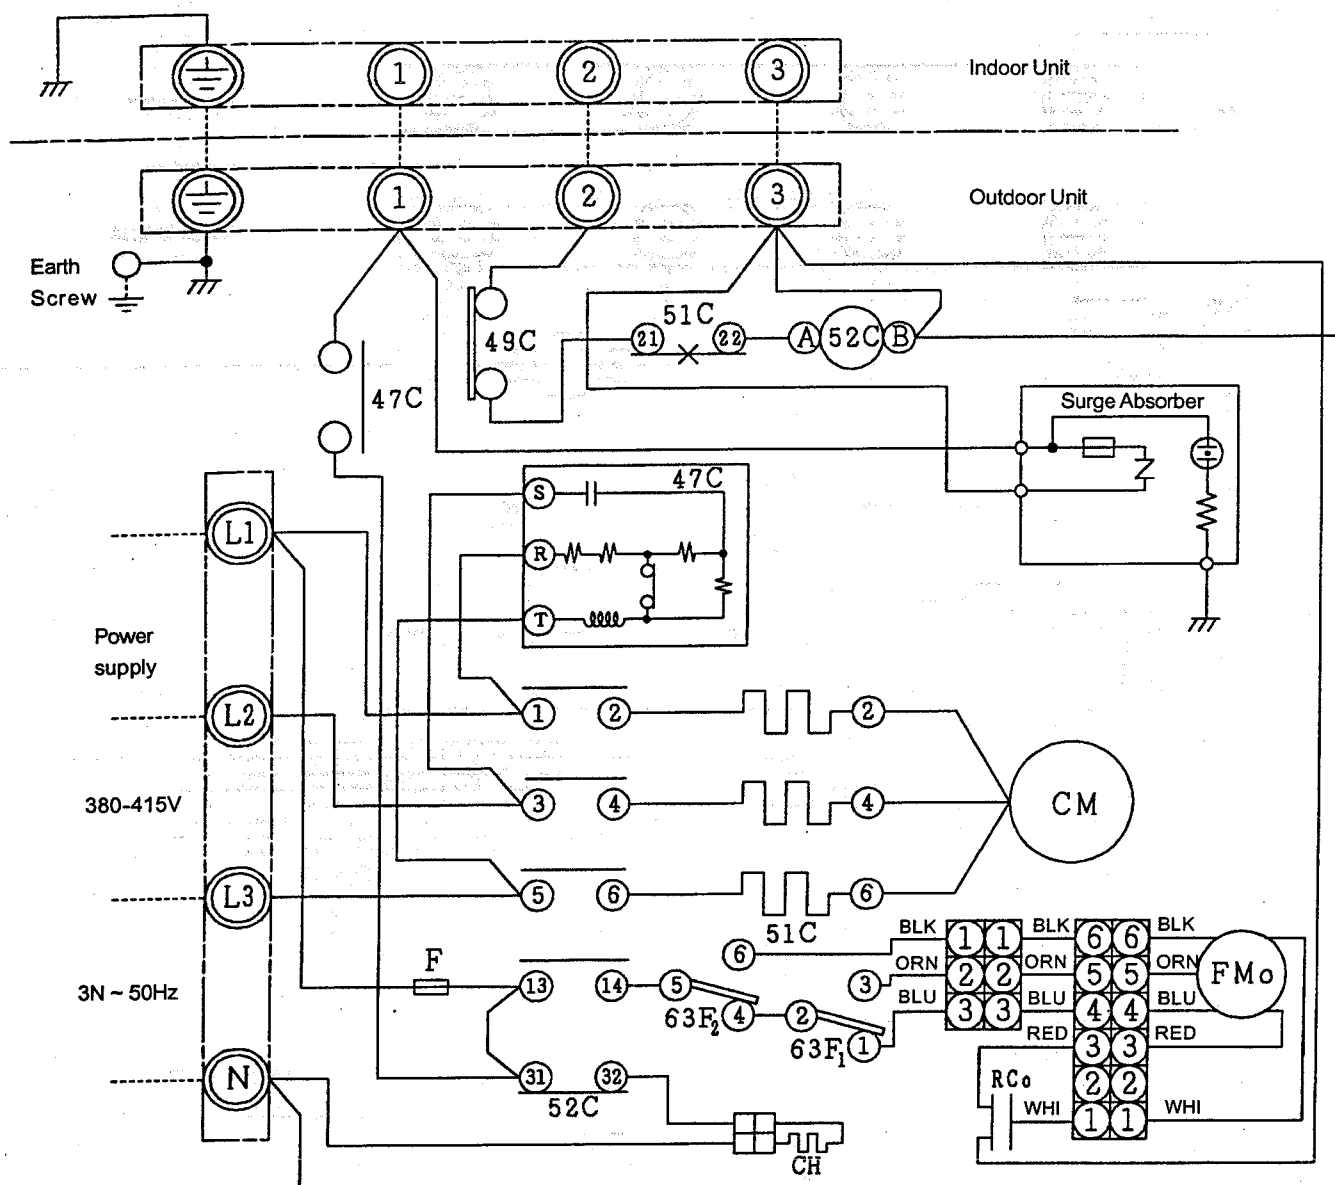 1 2 3 Indoor Unit
1 2 3 Outdoor Unit
Earth
Screw
51C
21 22 A 52C B
49C
47C
Surge Absorber
47C
S
R
T
L1
Power
supply
L2
1 2 2
380-415V
3 4 4
CM
L3
5 6 6
51C
F
3N ~ 50Hz
13 14 5 4 2 1
63F2
63F1
6
3
BLK 1 1 BLK 6 6 BLK
ORN 2 2 ORN 5 5 ORN
BLU 3 3 BLU 4 4 BLU
RED 3 3 RED
2 2
WHI 1 1 WHI
FMo
RCo
N
31 32
52C
CH